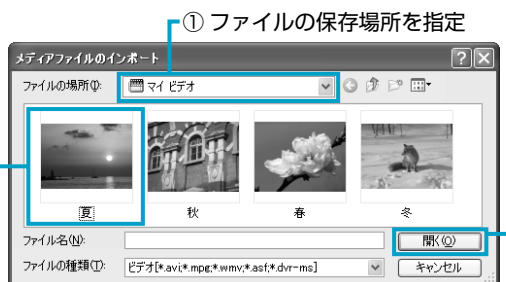 ① ファイルの保存場所を指定
メディアファイルのインポート
ファイルの場所(I):
マイ ビデオ
夏
秋
春
冬
ファイル名(N):
開く(O)
ファイルの種類(T):
ビデオ[*.avi;*.mpg;*.wmv;*.asf;*.dvr-ms]
キャンセル